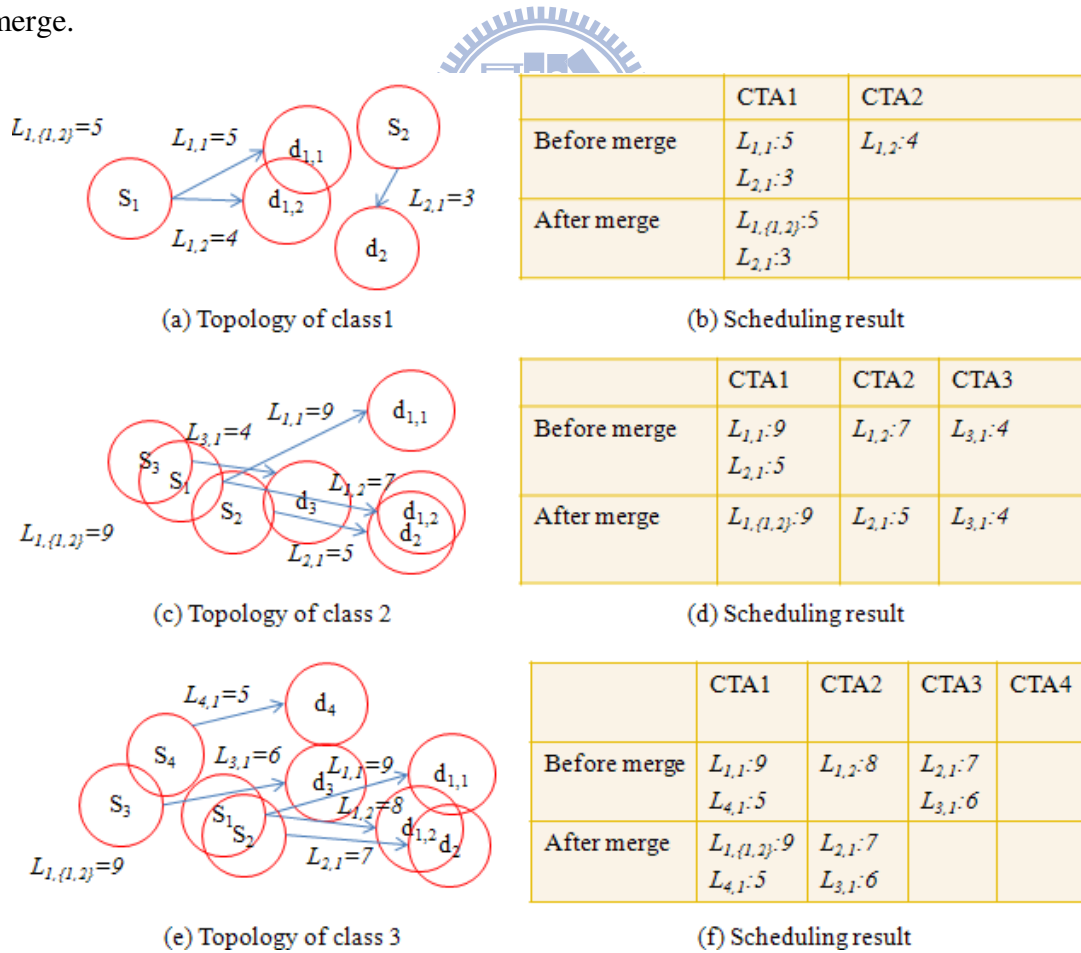 merge.
L1,{1,2}=5
L1,1=5
S2
d1,1
S1
d1,2
L2,1=3
L1,2=4
d2
(a) Topology of class1
CTA1 CTA2
Before merge L1,1:5 L1,2:4
L2,1:3
After merge L1,{1,2}:5
L2,1:3
(b) Scheduling result
L1,1=9
d1,1
L3,1=4
S3
S1
L1,2=7
S2
d3
d1,2
d2
L1,{1,2}=9
L2,1=5
(c) Topology of class 2
CTA1 CTA2 CTA3
Before merge L1,1:9 L1,2:7 L3,1:4
L2,1:5
After merge L1,{1,2}:9 L2,1:5 L3,1:4
(d) Scheduling result
L4,1=5
d4
S4
L3,1=6
L1,1=9
d1,1
d3
S3
S1
L1,2=8
S2
d1,2
d2
L2,1=7
L1,{1,2}=9
(e) Topology of class 3
CTA1 CTA2 CTA3 CTA4
Before merge L1,1:9 L1,2:8 L2,1:7
L4,1:5 L3,1:6
After merge L1,{1,2}:9 L2,1:7
L4,1:5 L3,1:6
(f) Scheduling result